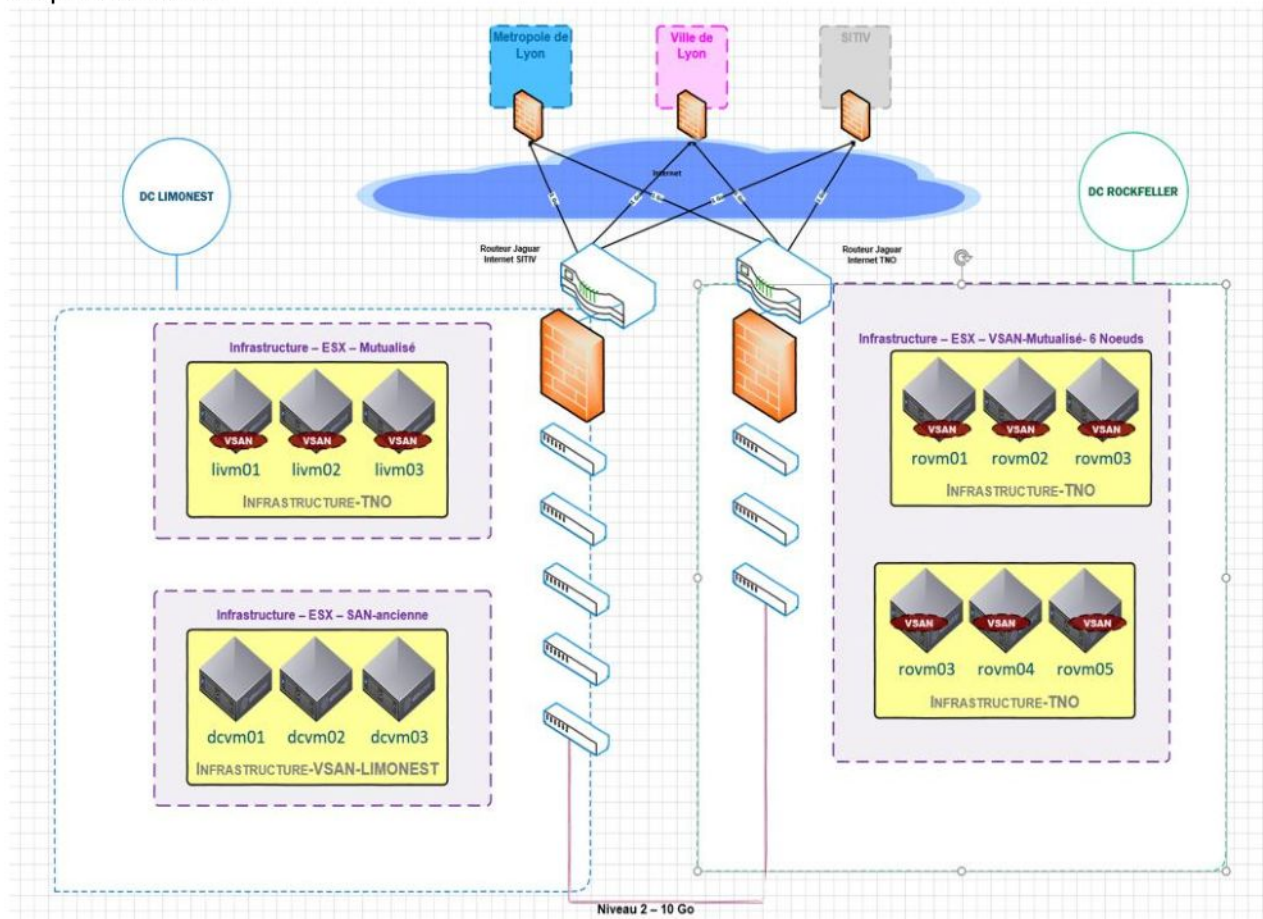 Metropole de
Lyon
Ville de
Lyon
SITIV
Internet
DC LIMONEST
DC ROCKFELLER
Routeur Jaguar
Internet SITIV
Routeur Jaguar
Internet TNO
Infrastructure – ESX – Mutualisé
VSAN
VSAN
VSAN
livm01
livm02
livm03
INFRASTRUCTURE-TNO
Infrastructure – ESX – SAN-ancienne
dcvm01
dcvm02
dcvm03
INFRASTRUCTURE-VSAN-LIMONEST
Infrastructure – ESX – VSAN-Mutualisé- 6 Noeuds
VSAN
VSAN
VSAN
rovm01
rovm02
rovm03
INFRASTRUCTURE-TNO
VSAN
VSAN
VSAN
rovm03
rovm04
rovm05
INFRASTRUCTURE-TNO
Niveau 2 – 10 Go